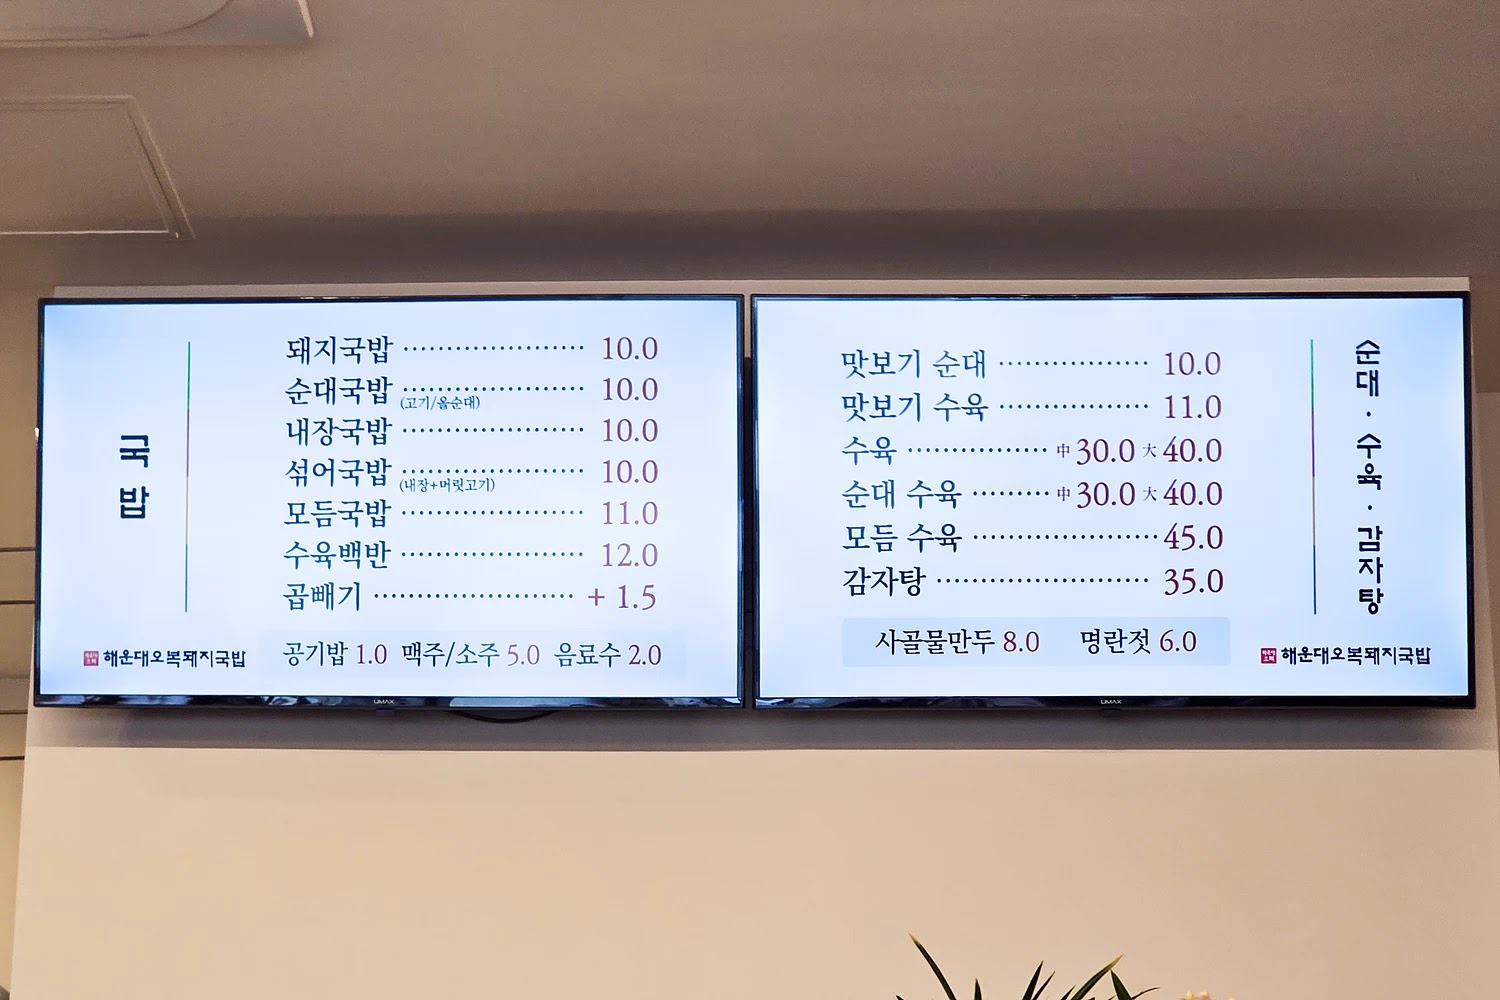 국밥
돼지국밥 ······················ 10.0
순대국밥 ······················ 10.0
(고기/올순대)
내장국밥 ······················ 10.0
섞어국밥 ······················ 10.0
(내장+머릿고기)
모듬국밥 ······················ 11.0
수육백반 ······················ 12.0
곱빼기 ························ + 1.5
공기밥 1.0 맥주/소주 5.0 음료수 2.0
해운대오복돼지국밥
UMAX
맛보기 순대 ·················· 10.0
맛보기 수육 ·················· 11.0
수육 ················· 中 30.0 大 40.0
순대 수육 ········· 中 30.0 大 40.0
모듬 수육 ······················ 45.0
감자탕 ·························· 35.0
사골물만두 8.0 명란젓 6.0
순대·수육·감자탕
해운대오복돼지국밥
UMAX